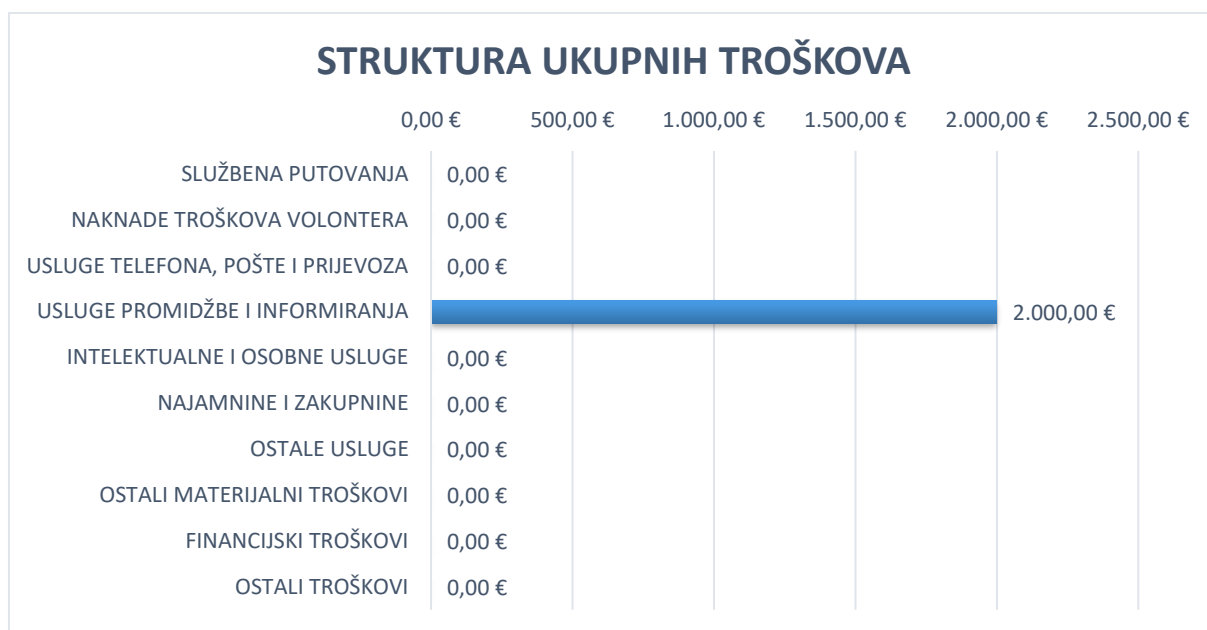 STRUKTURA UKUPNIH TROŠKOVA
0,00 € 500,00 € 1.000,00 € 1.500,00 € 2.000,00 € 2.500,00 €
SLUŽBENA PUTOVANJA 0,00 €
NAKNADE TROŠKOVA VOLONTERA 0,00 €
USLUGE TELEFONA, POŠTE I PRIJEVOZA 0,00 €
USLUGE PROMIDŽBE I INFORMIRANJA 2.000,00 €
INTELEKTUALNE I OSOBNE USLUGE 0,00 €
NAJAMNINE I ZAKUPNINE 0,00 €
OSTALE USLUGE 0,00 €
OSTALI MATERIJALNI TROŠKOVI 0,00 €
FINANCIJSKI TROŠKOVI 0,00 €
OSTALI TROŠKOVI 0,00 €